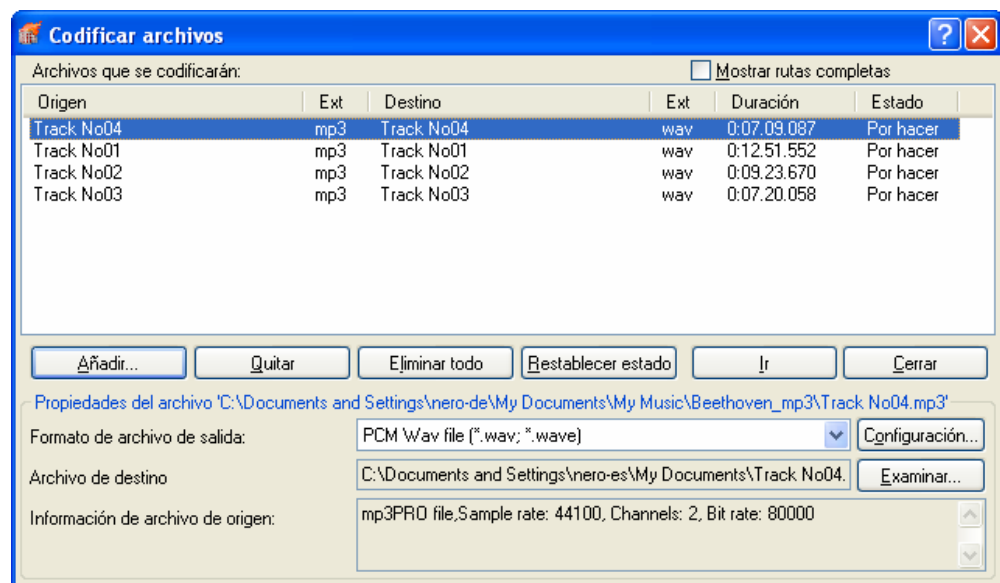 Codificar archivos
Archivos que se codificarán: Mostrar rutas completas
Origen Ext Destino Ext Duración Estado
Track No04 mp3 Track No04 wav 0:07.09.087 Por hacer
Track No01 mp3 Track No01 wav 0:12.51.552 Por hacer
Track No02 mp3 Track No02 wav 0:09.23.670 Por hacer
Track No03 mp3 Track No03 wav 0:07.20.058 Por hacer
Añadir... Quitar Eliminar todo Restablecer estado Ir Cerrar
Propiedades del archivo 'C:\Documents and Settings\nero-de\My Documents\My Music\Beethoven_mp3\Track No04.mp3'
Formato de archivo de salida: PCM Wav file (*.wav; *.wave) Configuración...
Archivo de destino C:\Documents and Settings\nero-es\My Documents\Track No04. Examinar...
Información de archivo de origen: mp3PRO file,Sample rate: 44100, Channels: 2, Bit rate: 80000